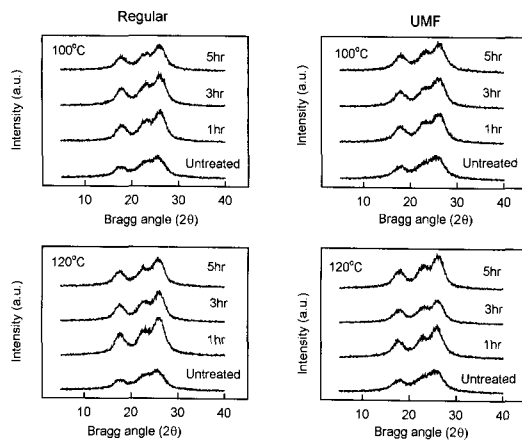 Regular
UMF
100°C
5hr
3hr
1hr
Untreated
Intensity (a.u.)
10 20 30 40
Bragg angle (2θ)
100°C
5hr
3hr
1hr
Untreated
Intensity (a.u.)
10 20 30 40
Bragg angle (2θ)
120°C
5hr
3hr
1hr
Untreated
Intensity (a.u.)
10 20 30 40
Bragg angle (2θ)
120°C
5hr
3hr
1hr
Untreated
Intensity (a.u.)
10 20 30 40
Bragg angle (2θ)